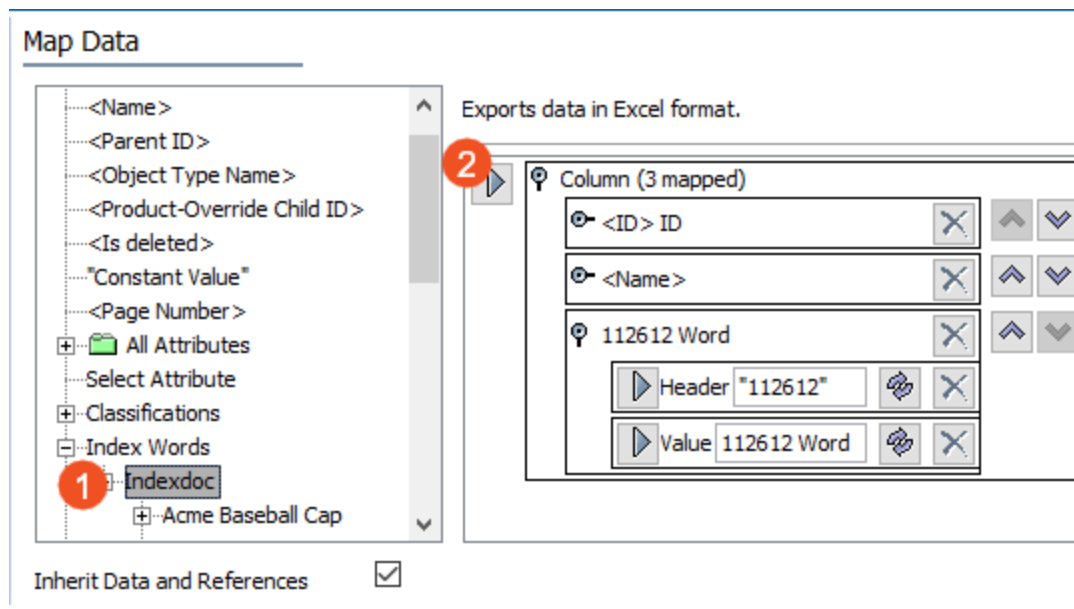 Map Data
<Name>
<Parent ID>
<Object Type Name>
<Product-Override Child ID>
<Is deleted>
"Constant Value"
<Page Number>
All Attributes
Select Attribute
Classifications
Index Words
1 Indexdoc
Acme Baseball Cap
Inherit Data and References
Exports data in Excel format.
2
Column (3 mapped)
<ID> ID
<Name>
112612 Word
Header "112612"
Value 112612 Word